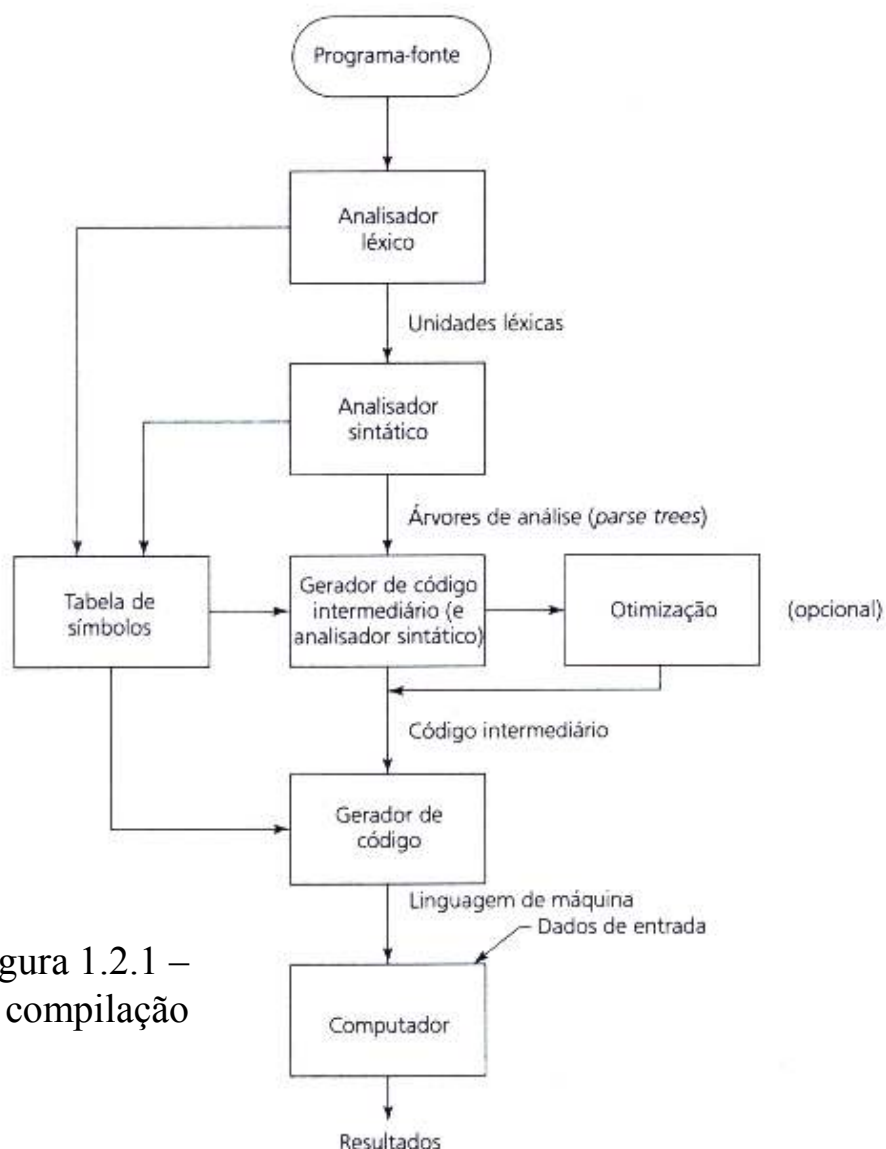 Programa-fonte
Analisador
léxico
Unidades léxicas
Analisador
sintático
Árvores de análise (parse trees)
Tabela de
símbolos
Gerador de código
intermediário (e
analisador sintático)
Otimização
(opcional)
Código intermediário
Gerador de
código
Linguagem de máquina
Dados de entrada
gura 1.2.1 –
compilação
Computador
Resultados